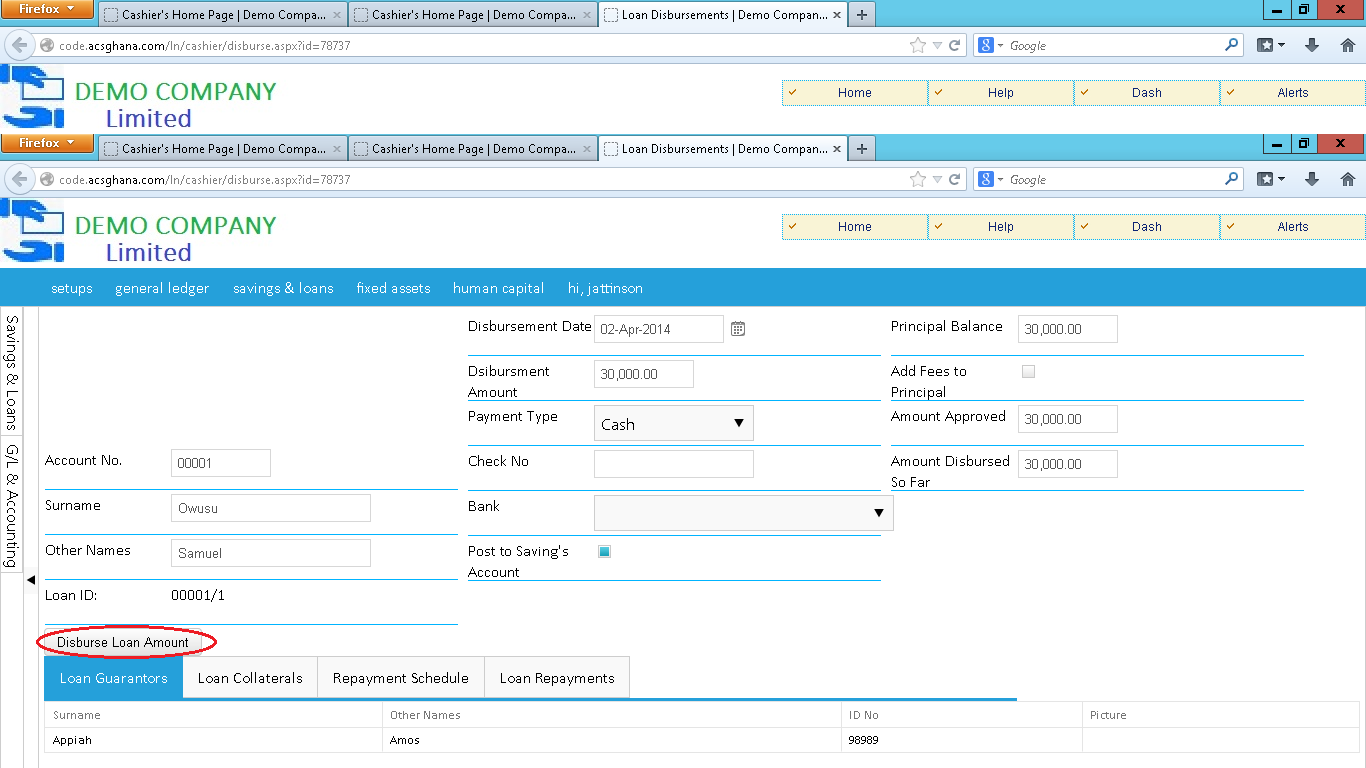 Firefox
Cashier's Home Page | Demo Compa...
Cashier's Home Page | Demo Compa...
Loan Disbursements | Demo Compan...
code.acsghana.com/ln/cashier/disburse.aspx?id=78737
Google
DEMO COMPANY
Limited
Home
Help
Dash
Alerts
Firefox
Cashier's Home Page | Demo Compa...
Cashier's Home Page | Demo Compa...
Loan Disbursements | Demo Compan...
code.acsghana.com/ln/cashier/disburse.aspx?id=78737
Google
DEMO COMPANY
Limited
Home
Help
Dash
Alerts
setups
general ledger
savings & loans
fixed assets
human capital
hi, jattinson
Savings & Loans
G/L & Accounting
Account No.
00001
Surname
Owusu
Other Names
Samuel
Loan ID:
00001/1
Disbursement Date
02-Apr-2014
Dsibursment
Amount
30,000.00
Payment Type
Cash
Check No
Bank
Post to Saving's
Account
Principal Balance
30,000.00
Add Fees to
Principal
Amount Approved
30,000.00
Amount Disbursed
So Far
30,000.00
Disburse Loan Amount
Loan Guarantors
Loan Collaterals
Repayment Schedule
Loan Repayments
Surname
Other Names
ID No
Picture
Appiah
Amos
98989